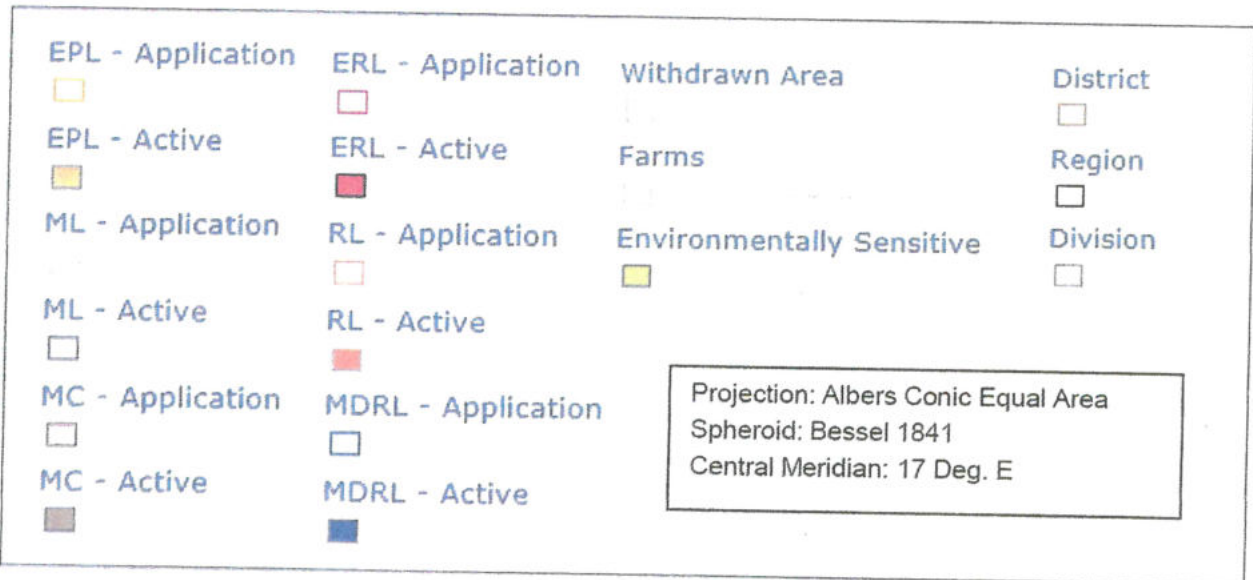 EPL - Application
EPL - Active
ML - Application
ML - Active
MC - Application
MC - Active
ERL - Application
ERL - Active
RL - Application
RL - Active
MDRL - Application
MDRL - Active
Withdrawn Area
Farms
Environmentally Sensitive
District
Region
Division
Projection: Albers Conic Equal Area
Spheroid: Bessel 1841
Central Meridian: 17 Deg. E